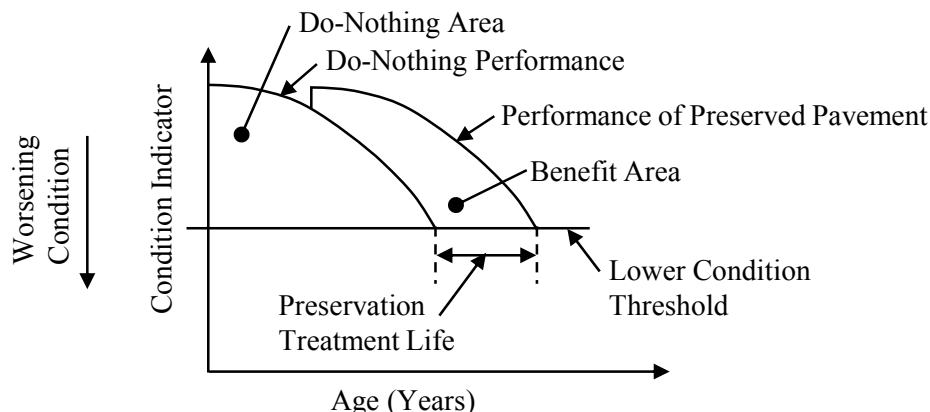 Do-Nothing Area
Do-Nothing Performance
Performance of Preserved Pavement
Benefit Area
Worsening
Condition
Condition Indicator
Lower Condition
Threshold
Preservation
Treatment Life
Age (Years)